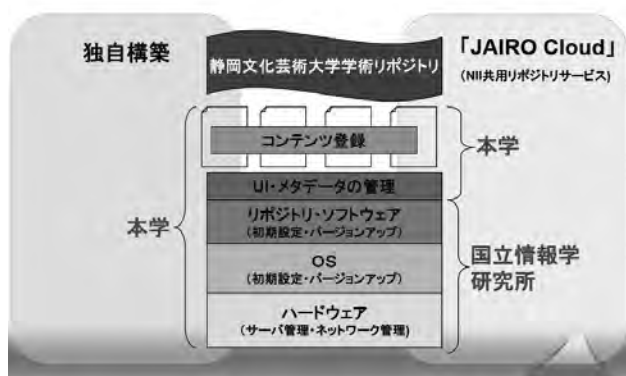 独自構築
静岡文化芸術大学学術リポジトリ
「JAIRO Cloud」
(NII共用リポジトリサービス)
コンテンツ登録
UI・メタデータの管理
リポジトリ・ソフトウェア
(初期設定・バージョンアップ)
OS
(初期設定・バージョンアップ)
ハードウェア
(サーバ管理・ネットワーク管理)
本学
本学
国立情報学
研究所